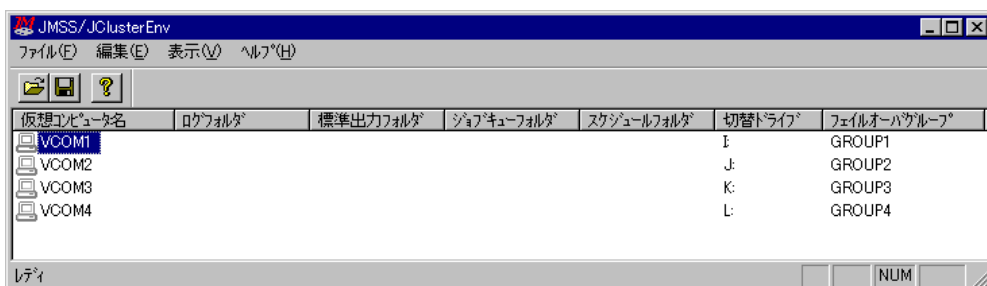 JMSS/JClusterEnv
ﾌｧｲﾙ(F) 編集(E) 表示(V) ﾍﾙﾌﾟ(H)
仮想ｺﾝﾋﾟｭｰﾀ名 ﾛｸﾞﾌｫﾙﾀﾞ 標準出力ﾌｫﾙﾀﾞ ｼﾞｮﾌﾞｷｭｰﾌｫﾙﾀﾞ ｽｹｼﾞｭｰﾙﾌｫﾙﾀﾞ 切替ﾄﾞﾗｲﾌﾞ ﾌｪｲﾙｵｰﾊﾞｸﾞﾙｰﾌﾟ
VCOM1 I: GROUP1
VCOM2 J: GROUP2
VCOM3 K: GROUP3
VCOM4 L: GROUP4
ﾚﾃﾞｨ NUM